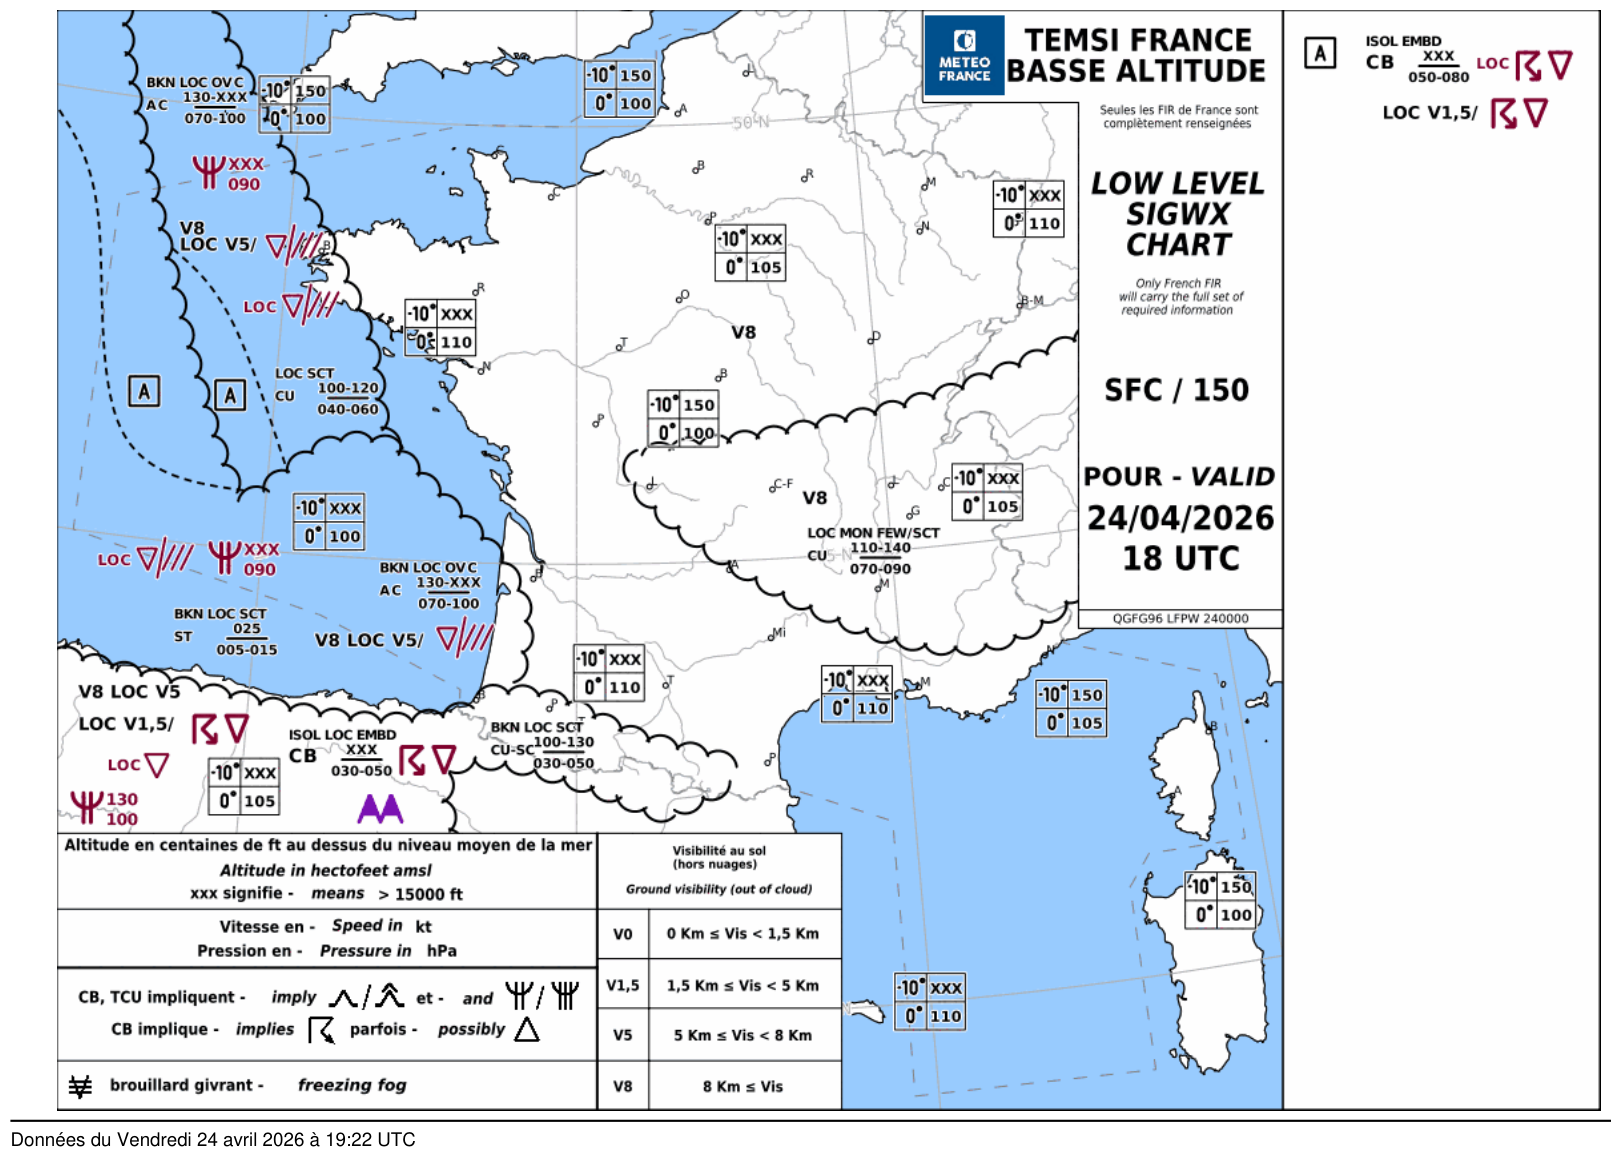 METEO
FRANCE
TEMSI FRANCE
BASSE ALTITUDE
Seules les FIR de France sont
complètement renseignées
LOW LEVEL
SIGWX
CHART
Only French FIR
will carry the full set of
required information
SFC / 150
POUR - VALID
24/04/2026
18 UTC
QGFG96 LFPW 240000
A
ISOL EMBD
CB XXX
050-080
LOC
LOC V1,5/
BKN LOC OVC
AC 130-XXX
070-100
-10° 150
0° 100
-10° 150
0° 100
XXX
090
V8
LOC V5/
LOC
A
A
LOC SCT
CU 100-120
040-060
-10° XXX
0° 110
-10° XXX
0° 105
-10° XXX
0° 110
50°N
V8
-10° 150
0° 100
V8
LOC MON FEW/SCT
CU 110-140
070-090
-10° XXX
0° 105
-10° XXX
0° 100
LOC
XXX
090
BKN LOC OVC
AC 130-XXX
070-100
BKN LOC SCT
ST 025
005-015
V8 LOC V5/
-10° XXX
0° 110
-10° XXX
0° 110
-10° 150
0° 105
V8 LOC V5
LOC V1,5/
LOC
130
100
-10° XXX
0° 105
ISOL LOC EMBD
CB XXX
030-050
BKN LOC SCT
CU-SC 100-130
030-050
-10° 150
0° 100
-10° XXX
0° 110
L
A
B
R
M
N
P
C
C
B
R
O
T
N
B
D
B-M
P
L
C-F
L
C
G
A
M
B
Mi
T
P
B
M
N
P
B
A
Altitude en centaines de ft au dessus du niveau moyen de la mer
Altitude in hectofeet amsl
xxx signifie - means > 15000 ft
Vitesse en - Speed in kt
Pression en - Pressure in hPa
CB, TCU impliquent - imply / et - and /
CB implique - implies parfois - possibly
brouillard givrant - freezing fog
Visibilité au sol
(hors nuages)
Ground visibility (out of cloud)
V0 0 Km ≤ Vis < 1,5 Km
V1,5 1,5 Km ≤ Vis < 5 Km
V5 5 Km ≤ Vis < 8 Km
V8 8 Km ≤ Vis
Données du Vendredi 24 avril 2026 à 19:22 UTC